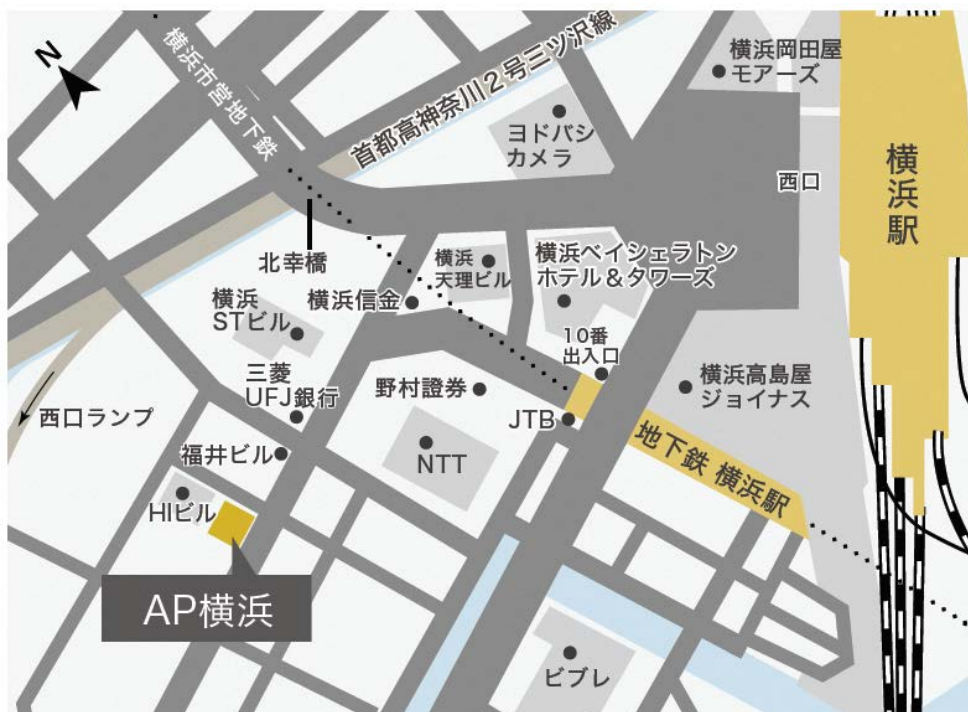 N
横浜市営地下鉄
首都高神奈川2号三ツ沢線
横浜岡田屋
モアーズ
ヨドバシ
カメラ
西口
横浜駅
北幸橋
横浜
天理ビル
横浜ベイシェラトン
ホテル&タワーズ
横浜
STビル
横浜信金
10番
出入口
三菱
UFJ銀行
野村證券
横浜高島屋
ジョイナス
西口ランプ
JTB
福井ビル
NTT
地下鉄 横浜駅
HIビル
AP横浜
ビブレ